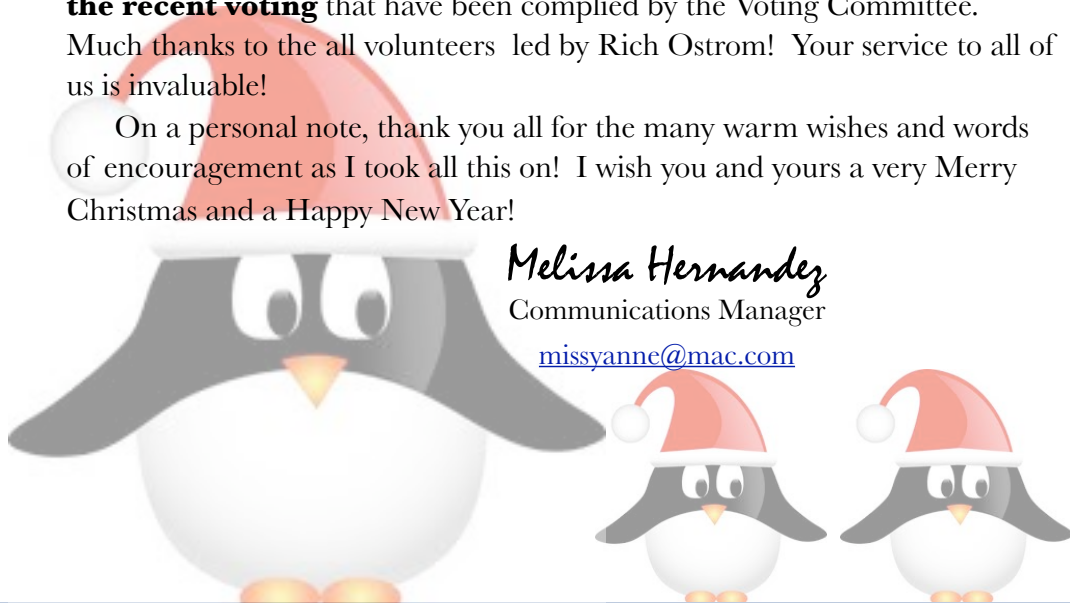 the recent voting that have been complied by the Voting Committee.
Much thanks to the all volunteers led by Rich Ostrom! Your service to all of
us is invaluable!
On a personal note, thank you all for the many warm wishes and words
of encouragement as I took all this on! I wish you and yours a very Merry
Christmas and a Happy New Year!
Melissa Hernandez
Communications Manager
missyanne@mac.com